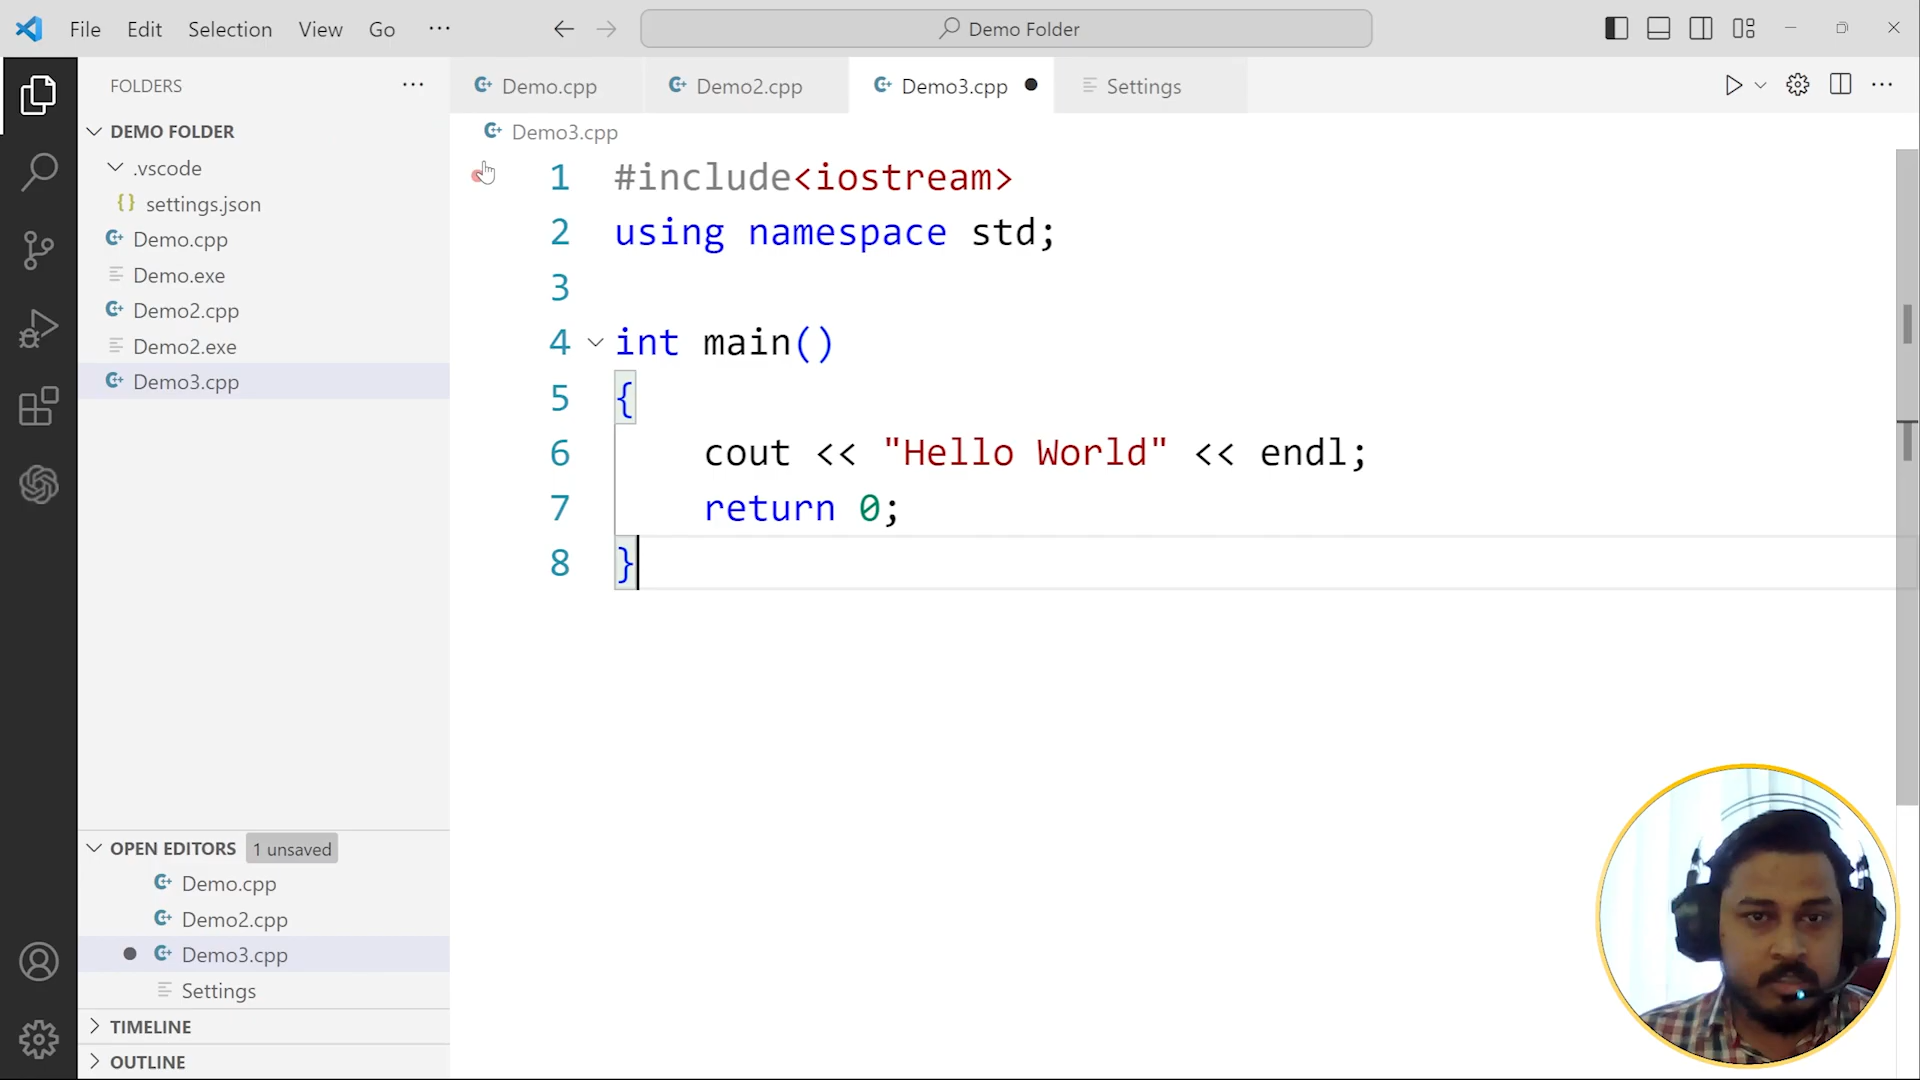 File Edit Selection View Go ···
Demo Folder
FOLDERS ···
DEMO FOLDER
.vscode
{} settings.json
Demo.cpp
Demo.exe
Demo2.cpp
Demo2.exe
Demo3.cpp
OPEN EDITORS 1 unsaved
Demo.cpp
Demo2.cpp
Demo3.cpp
Settings
TIMELINE
OUTLINE
Demo.cpp Demo2.cpp Demo3.cpp Settings
Demo3.cpp
1 #include<iostream>
2 using namespace std;
3
4 int main()
5 {
6 cout << "Hello World" << endl;
7 return 0;
8 }